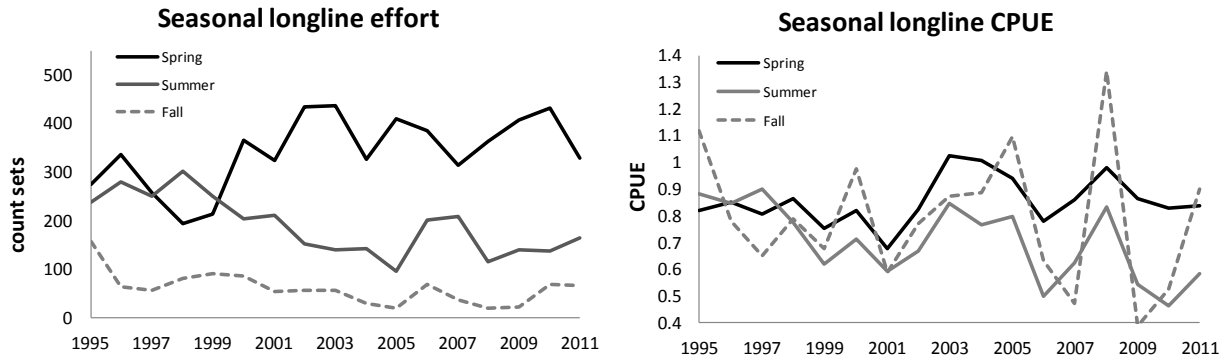 Seasonal longline effort
Spring
Summer
Fall
count sets
500
400
300
200
100
0
1995 1997 1999 2001 2003 2005 2007 2009 2011
Seasonal longline CPUE
Spring
Summer
Fall
CPUE
1.4
1.3
1.2
1.1
1
0.9
0.8
0.7
0.6
0.5
0.4
1995 1997 1999 2001 2003 2005 2007 2009 2011